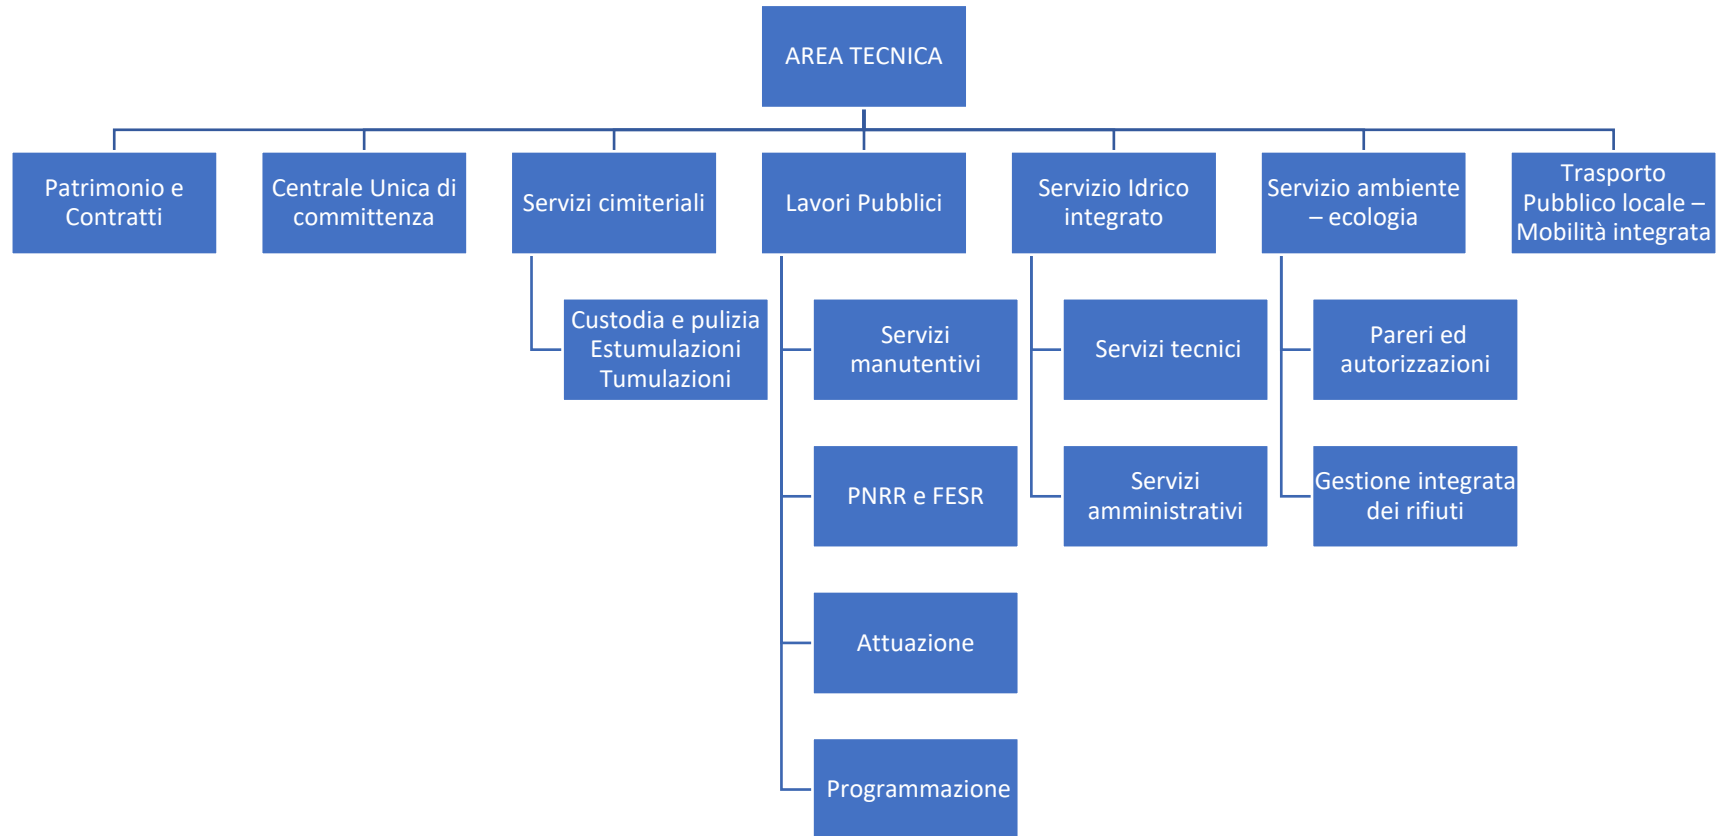 AREA TECNICA
Patrimonio e
Contratti
Centrale Unica di
committenza
Servizi cimiteriali
Lavori Pubblici
Servizio Idrico
integrato
Servizio ambiente
– ecologia
Trasporto
Pubblico locale –
Mobilità integrata
Custodia e pulizia
Estumulazioni
Tumulazioni
Servizi
manutentivi
Servizi tecnici
Pareri ed
autorizzazioni
PNRR e FESR
Servizi
amministrativi
Gestione integrata
dei rifiuti
Attuazione
Programmazione